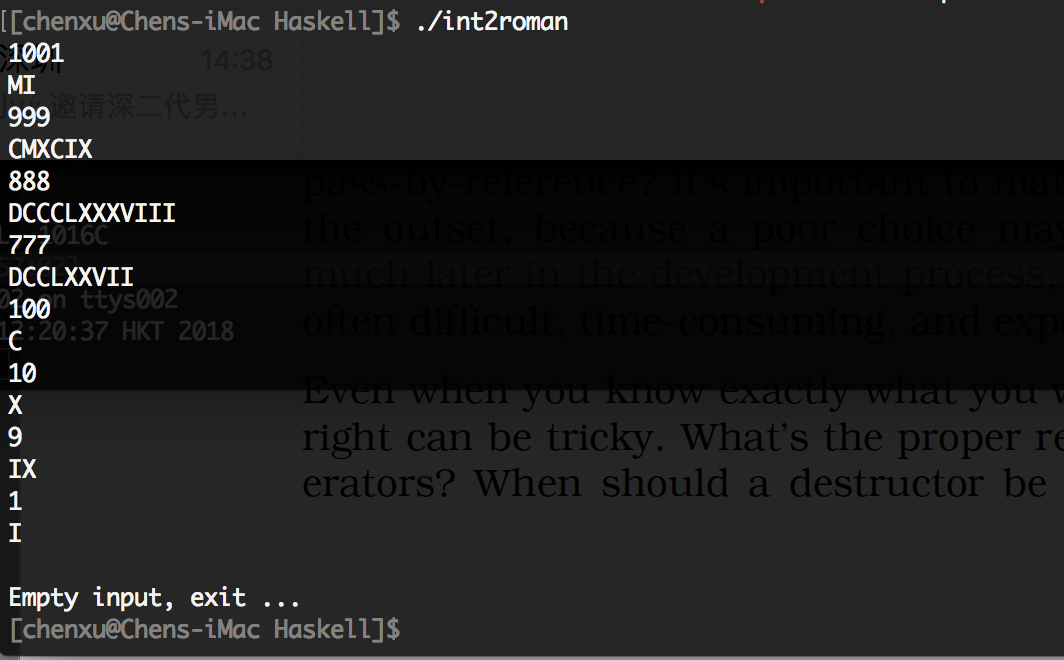 [[chenxu@Chens-iMac Haskell]$ ./int2roman
1001
14:38
MI
邀请深二代男...
999
CMXCIX
888
pass-by-reference? It's important to
DCCCLXXXVIII
the outset, because a poor choice may
1016C
777
DCCLXXVII
much later in the development process,
on ttys002
100
often difficult, time-consuming, and exp
12:20:37 HKT 2018
C
10
Even when you know exactly what you
X
9
right can be tricky. What's the proper re
IX
erators? When should a destructor be
1
I
Empty input, exit ...
[chenxu@Chens-iMac Haskell]$